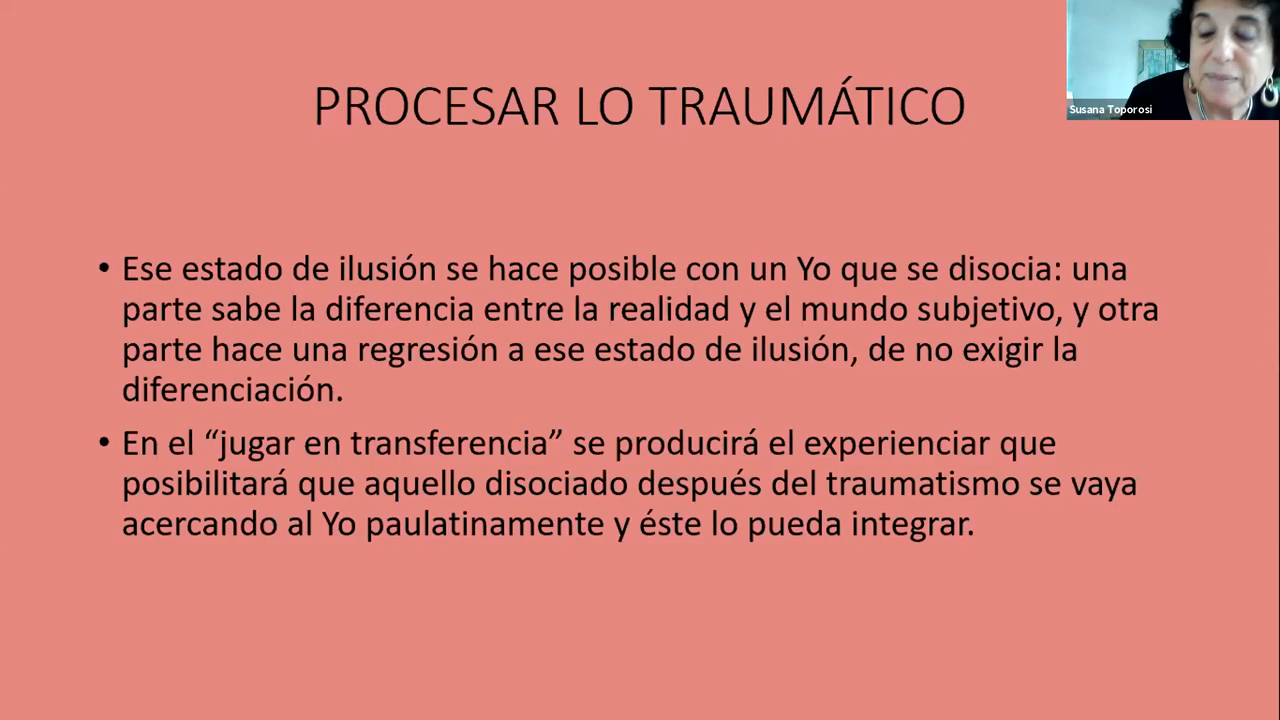 PROCESAR LO TRAUMÁTICO
Susana Toporosi
• Ese estado de ilusión se hace posible con un Yo que se disocia: una
parte sabe la diferencia entre la realidad y el mundo subjetivo, y otra
parte hace una regresión a ese estado de ilusión, de no exigir la
diferenciación.
• En el “jugar en transferencia” se producirá el experienciar que
posibilitará que aquello disociado después del traumatismo se vaya
acercando al Yo paulatinamente y éste lo pueda integrar.